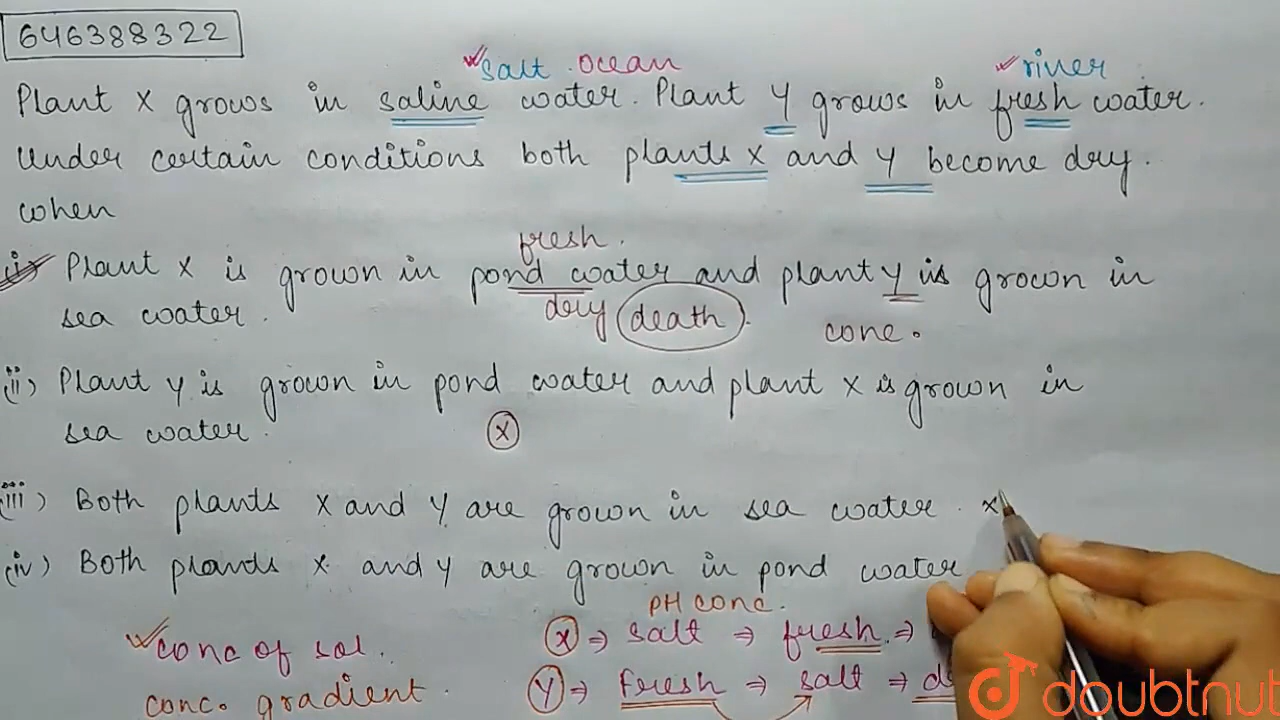 646388322
salt ocean river
Plant X grows in saline water. Plant Y grows in fresh water.
Under certain conditions both plants X and Y become dry.
when
fresh.
(i) Plant X is grown in pond water and plant Y is grown in
sea water. dry death conc.
(ii) Plant Y is grown in pond water and plant X is grown in
sea water. X
(iii) Both plants X and Y are grown in sea water. X
(iv) Both plants X and Y are grown in pond water
PH conc.
conc of sol. X ⇒ salt ⇒ fresh ⇒
conc. gradient. Y ⇒ Fresh ⇒ salt ⇒
doubtnut